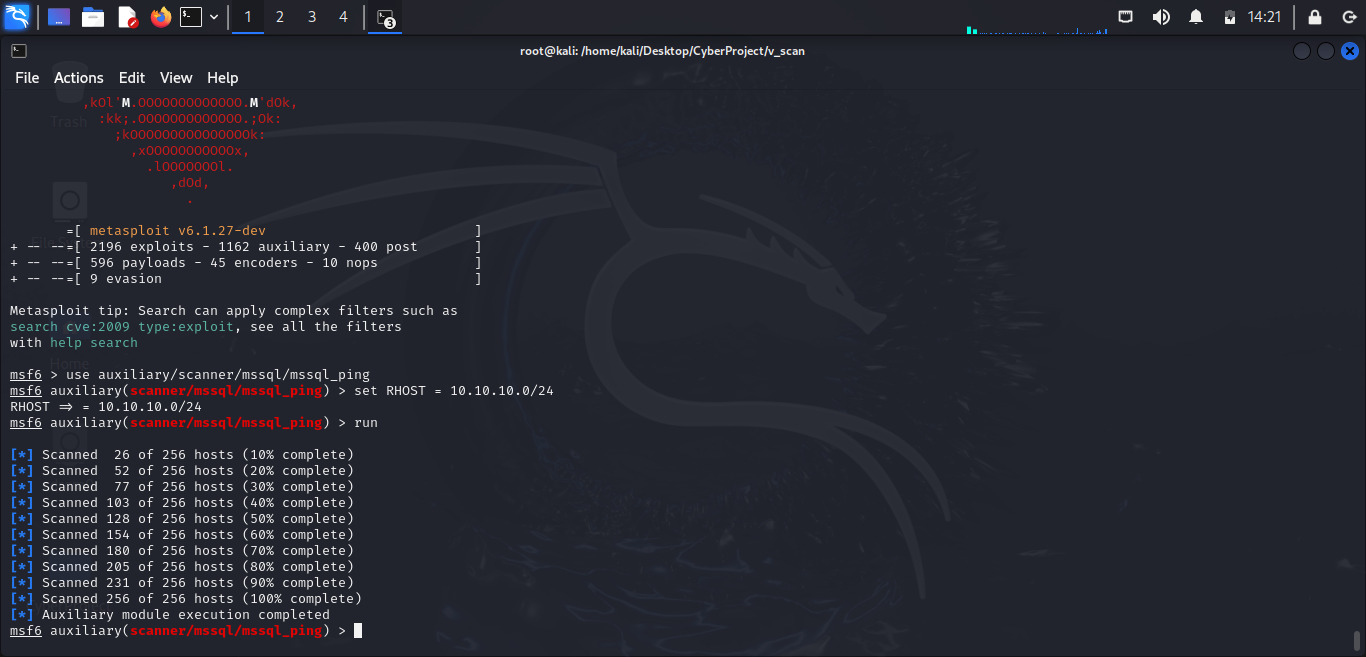 1 2 3 4 3 14:21
root@kali: /home/kali/Desktop/CyberProject/v_scan
File Actions Edit View Help
,kOl'M.OOOOOOOOOOOOO.M'dOk,
Trash
:kk;.OOOOOOOOOOOOO.;Ok:
;kOOOOOOOOOOOOOOOk:
,xOOOOOOOOOOOx,
.lOOOOOOOl.
,dOd,
.
=[ metasploit v6.1.27-dev ]
+ -- --=[ 2196 exploits - 1162 auxiliary - 400 post ]
+ -- --=[ 596 payloads - 45 encoders - 10 nops ]
+ -- --=[ 9 evasion ]
Metasploit tip: Search can apply complex filters such as
search cve:2009 type:exploit, see all the filters
with help search
Home
msf6 > use auxiliary/scanner/mssql/mssql_ping
msf6 auxiliary(scanner/mssql/mssql_ping) > set RHOST = 10.10.10.0/24
RHOST => = 10.10.10.0/24
msf6 auxiliary(scanner/mssql/mssql_ping) > run
[*] Scanned  26 of 256 hosts (10% complete)
[*] Scanned  52 of 256 hosts (20% complete)
[*] Scanned  77 of 256 hosts (30% complete)
[*] Scanned 103 of 256 hosts (40% complete)
[*] Scanned 128 of 256 hosts (50% complete)
[*] Scanned 154 of 256 hosts (60% complete)
[*] Scanned 180 of 256 hosts (70% complete)
[*] Scanned 205 of 256 hosts (80% complete)
[*] Scanned 231 of 256 hosts (90% complete)
[*] Scanned 256 of 256 hosts (100% complete)
[*] Auxiliary module execution completed
msf6 auxiliary(scanner/mssql/mssql_ping) >